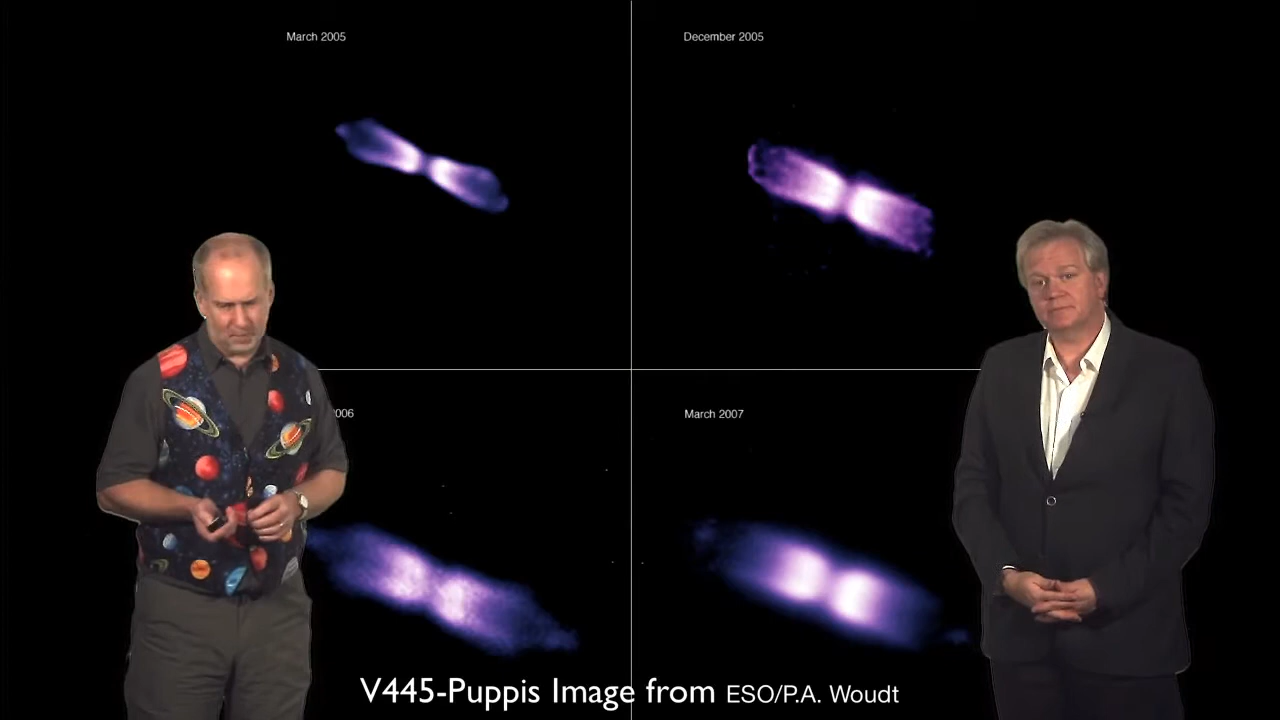 March 2005
December 2005
006
March 2007
V445-Puppis Image from ESO/P.A. Woudt